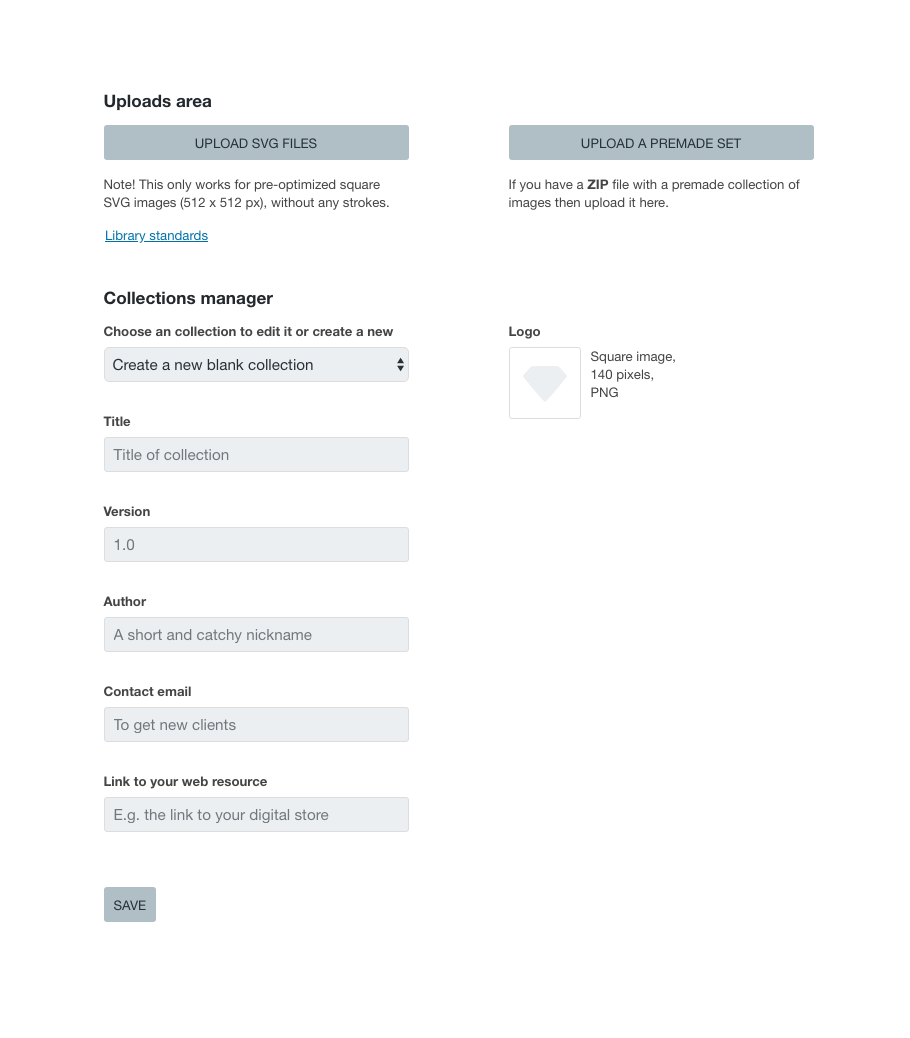 Uploads area
UPLOAD SVG FILES
Note! This only works for pre-optimized square
SVG images (512 x 512 px), without any strokes.
Library standards
UPLOAD A PREMADE SET
If you have a ZIP file with a premade collection of
images then upload it here.
Collections manager
Choose an collection to edit it or create a new
Create a new blank collection
Logo
Square image,
140 pixels,
PNG
Title
Title of collection
Version
1.0
Author
A short and catchy nickname
Contact email
To get new clients
Link to your web resource
E.g. the link to your digital store
SAVE